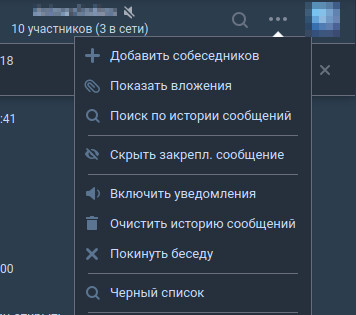 10 участников (3 в сети)
Добавить собеседников
:18
Показать вложения
Поиск по истории сообщений
:41
Скрыть закрепл. сообщение
Включить уведомления
Очистить историю сообщений
Покинуть беседу
:00
Черный список